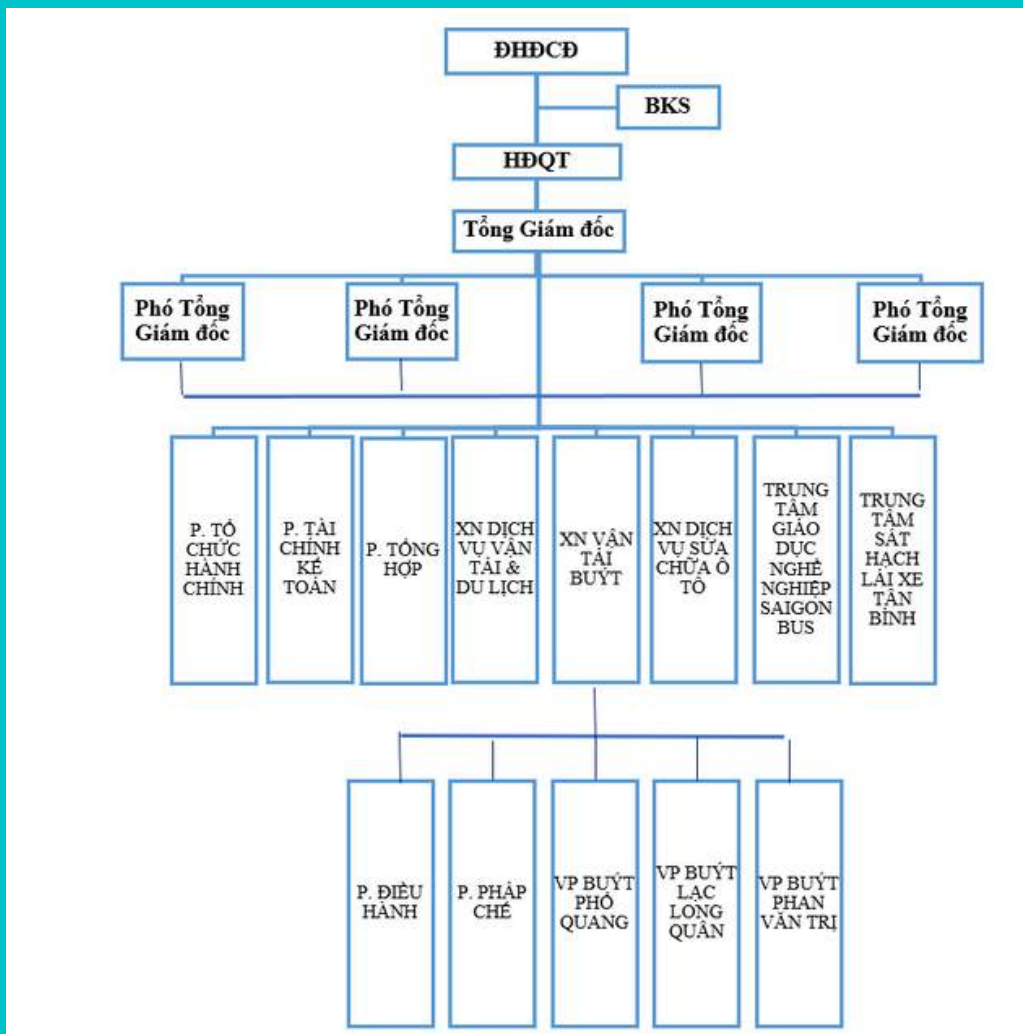 ĐHĐCĐ
BKS
HĐQT
Tổng Giám đốc
Phó Tổng
Giám đốc
Phó Tổng
Giám đốc
Phó Tổng
Giám đốc
Phó Tổng
Giám đốc
P. TỔ
CHỨC
HÀNH
CHÍNH
P. TÀI
CHÍNH
KẾ
TOÁN
P. TỔNG
HỢP
XN DỊCH
VỤ VẬN
TẢI &
DU LỊCH
XN VẬN
TẢI
BUÝT
XN DỊCH
VỤ SỬA
CHỮA Ô
TÔ
TRUNG
TÂM
GIÁO
DỤC
NGHỀ
NGHIỆP
SAIGON
BUS
TRUNG
TÂM
SÁT
HẠCH
LÁI XE
TÂN
BÌNH
P. ĐIỀU
HÀNH
P. PHÁP
CHẾ
VP BUÝT
PHỔ
QUANG
VP BUÝT
LẠC
LONG
QUÂN
VP BUÝT
PHAN
VĂN TRỊ